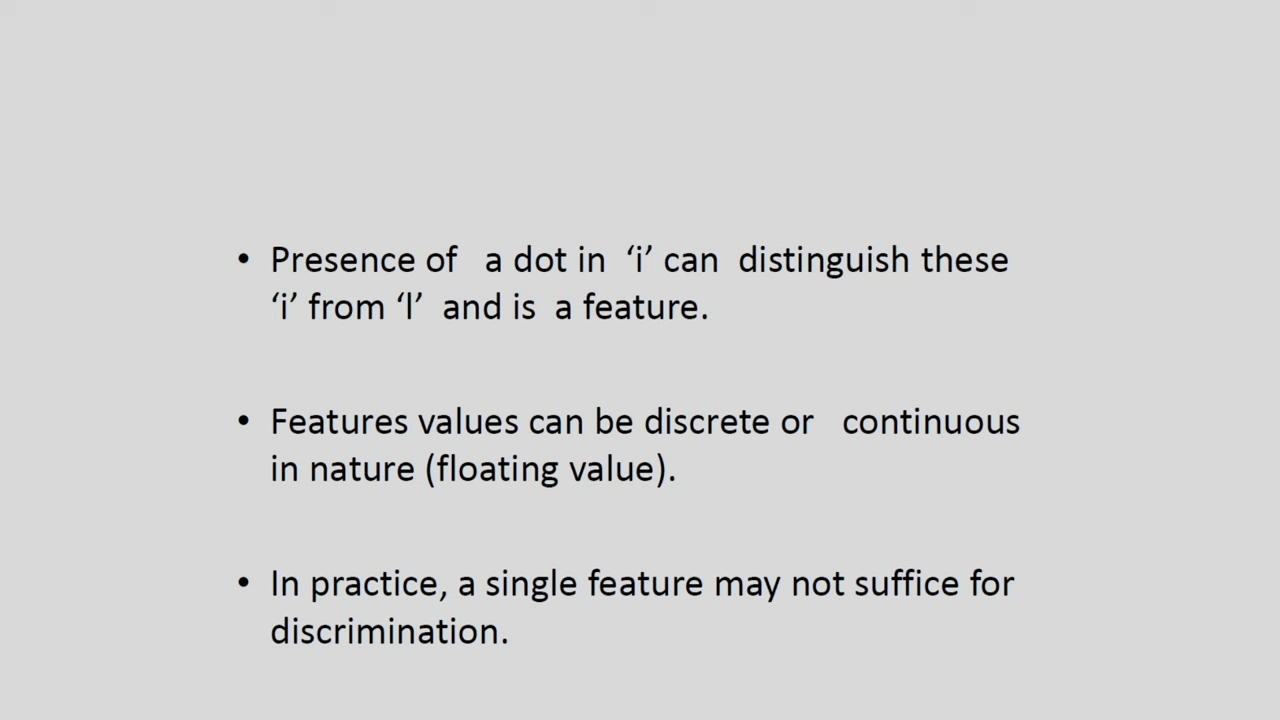 • Presence of a dot in ‘i’ can distinguish these
‘i’ from ‘l’ and is a feature.
• Features values can be discrete or continuous
in nature (floating value).
• In practice, a single feature may not suffice for
discrimination.